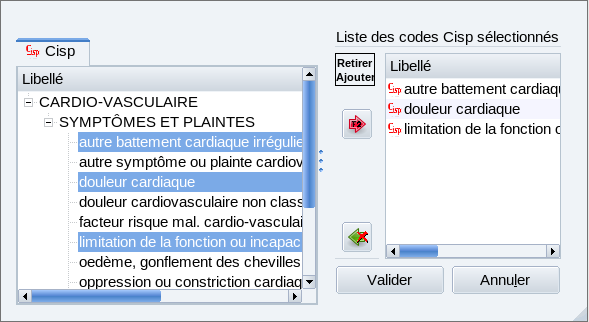 Cisp
Libellé
CARDIO-VASCULAIRE
SYMPTÔMES ET PLAINTES
autre battement cardiaque irrégulie
autre symptôme ou plainte cardiov
douleur cardiaque
douleur cardiovasculaire non class
facteur risque mal. cardio-vasculai
limitation de la fonction ou incapac
oedème, gonflement des chevilles
oppression ou constriction cardiaq
Liste des codes Cisp sélectionnés
Retirer
Ajouter
Libellé
Cisp autre battement cardiaqu
Cisp douleur cardiaque
Cisp limitation de la fonction o
Valider
Annuler